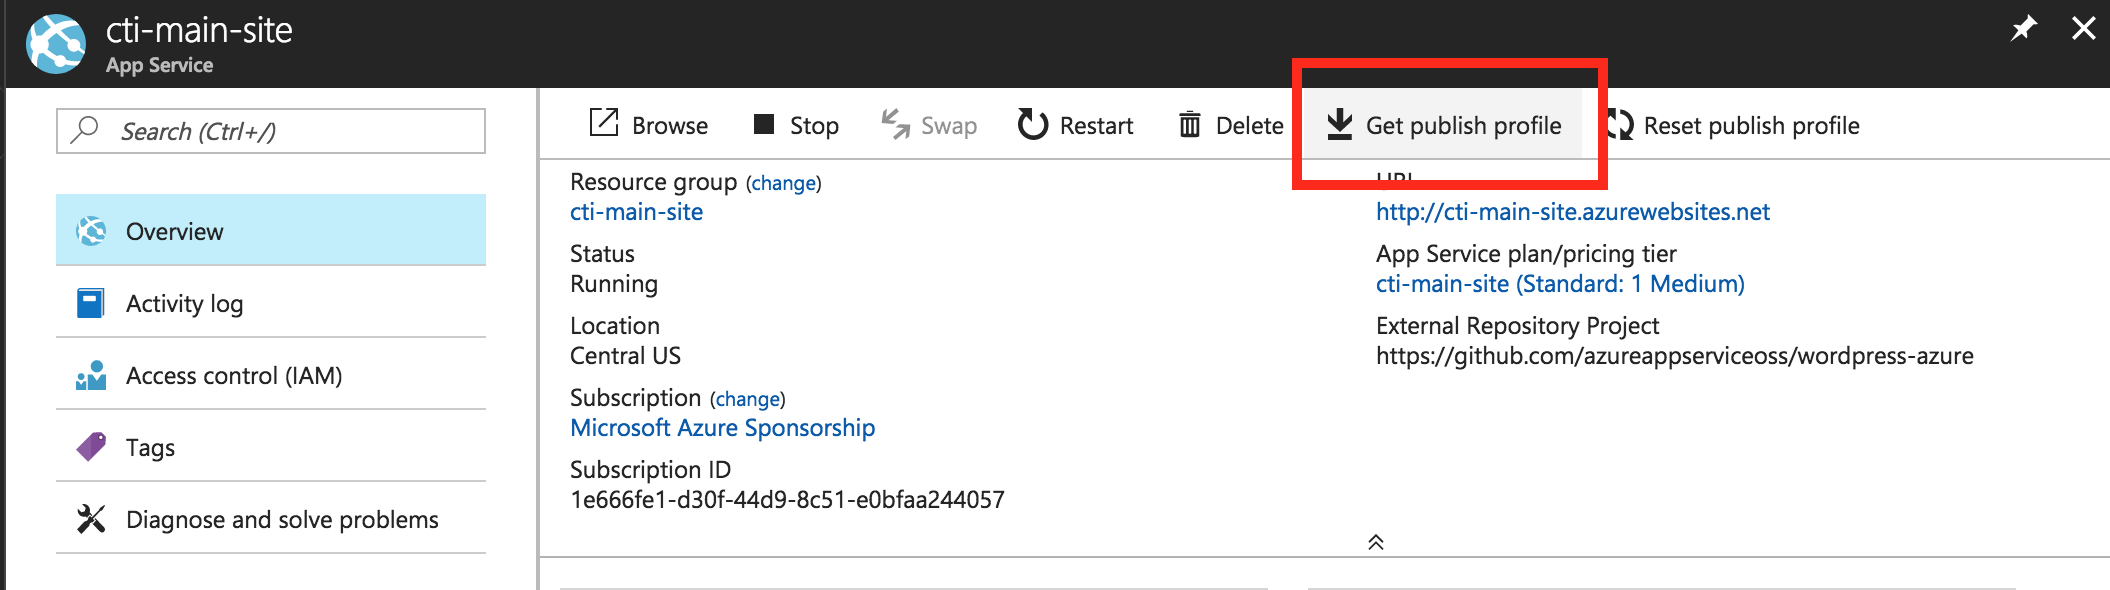 cti-main-site
App Service
Search (Ctrl+/)
Overview
Activity log
Access control (IAM)
Tags
Diagnose and solve problems
Browse Stop Swap Restart Delete Get publish profile Reset publish profile
Resource group (change)
cti-main-site
Status
Running
Location
Central US
Subscription (change)
Microsoft Azure Sponsorship
Subscription ID
1e666fe1-d30f-44d9-8c51-e0bfaa244057
URL
http://cti-main-site.azurewebsites.net
App Service plan/pricing tier
cti-main-site (Standard: 1 Medium)
External Repository Project
https://github.com/azureappserviceoss/wordpress-azure